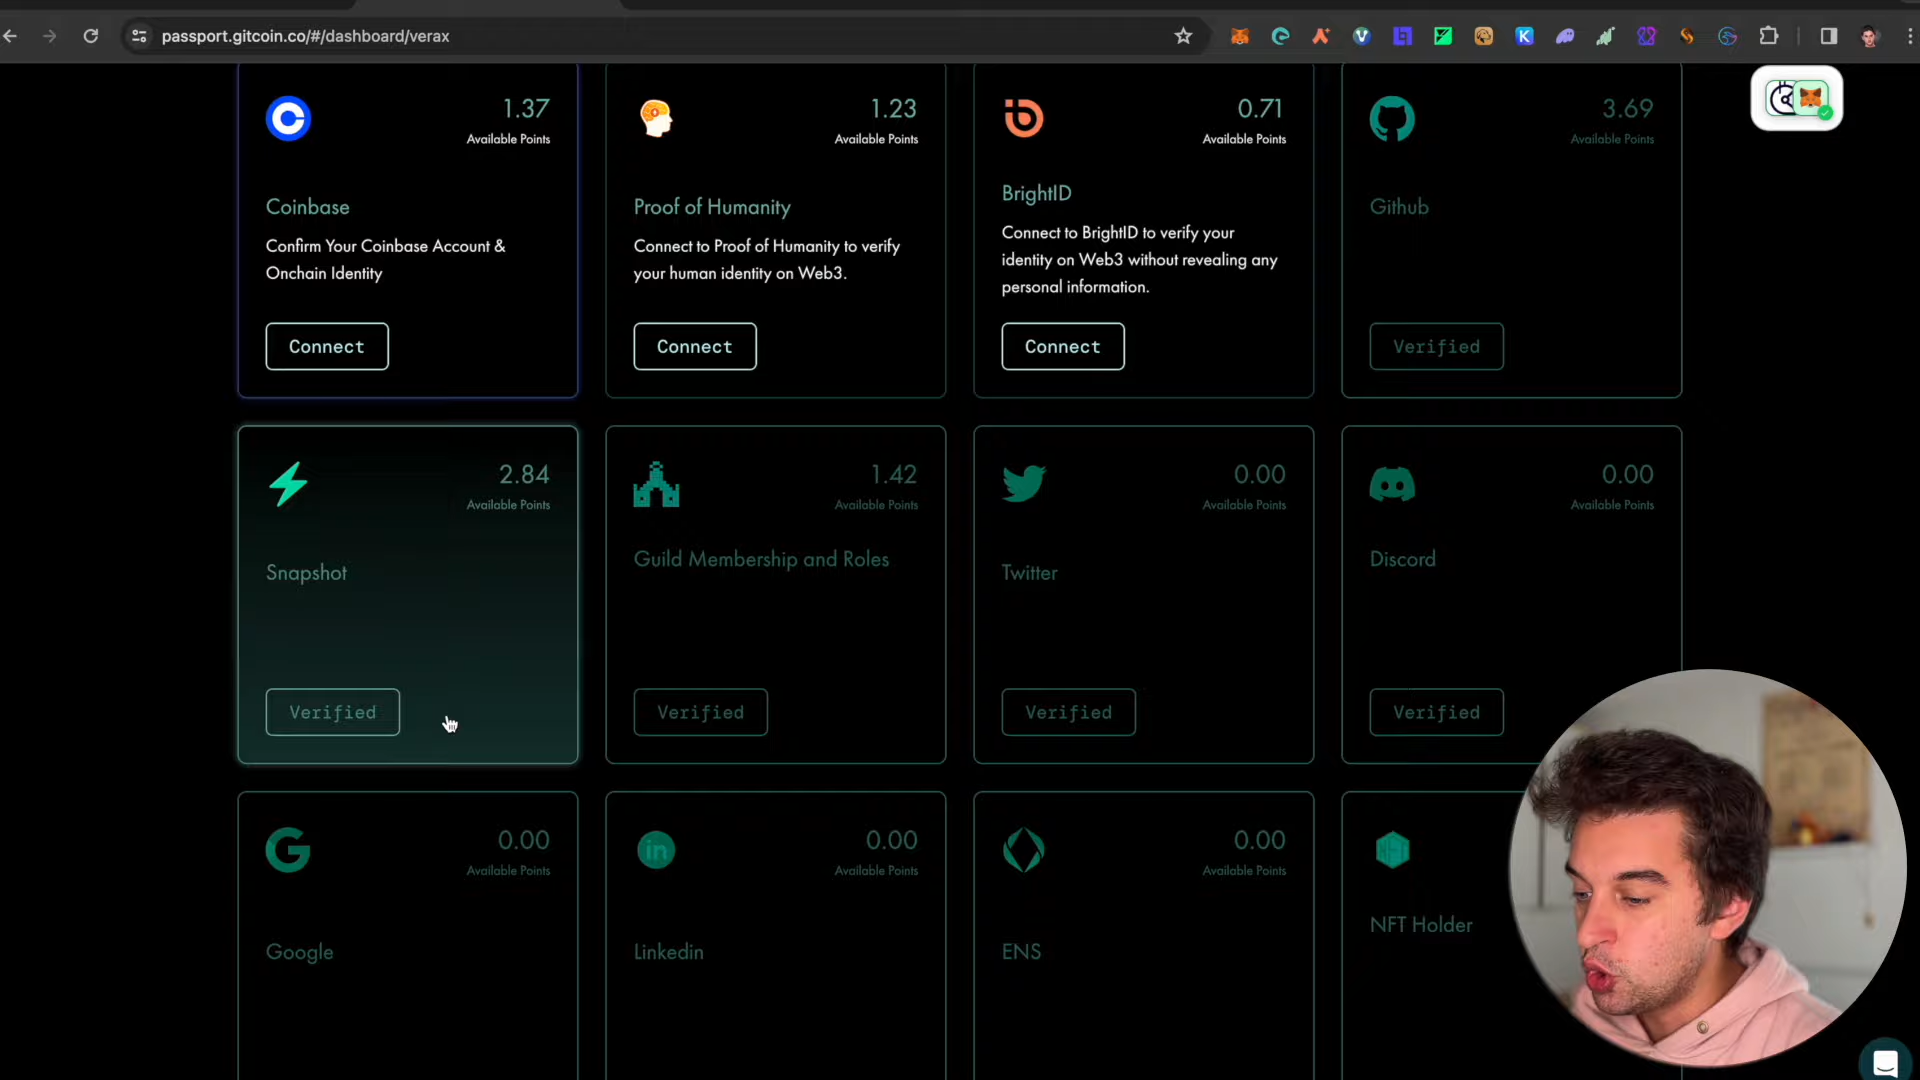 passport.gitcoin.co/#/dashboard/verax
1.37
Available Points
Coinbase
Confirm Your Coinbase Account &
Onchain Identity
Connect
1.23
Available Points
Proof of Humanity
Connect to Proof of Humanity to verify
your human identity on Web3.
Connect
0.71
Available Points
BrightID
Connect to BrightID to verify your
identity on Web3 without revealing any
personal information.
Connect
3.69
Available Points
Github
Verified
2.84
Available Points
Snapshot
Verified
1.42
Available Points
Guild Membership and Roles
Verified
0.00
Available Points
Twitter
Verified
0.00
Available Points
Discord
Verified
0.00
Available Points
Google
0.00
Available Points
Linkedin
0.00
Available Points
ENS
NFT Holder